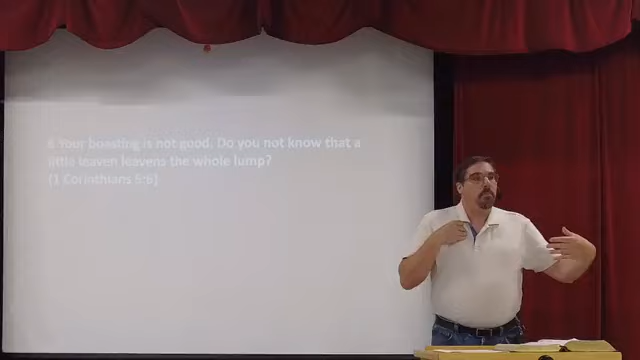 6 Your boasting is not good. Do you not know that a
little leaven leavens the whole lump?
(1 Corinthians 5:6)